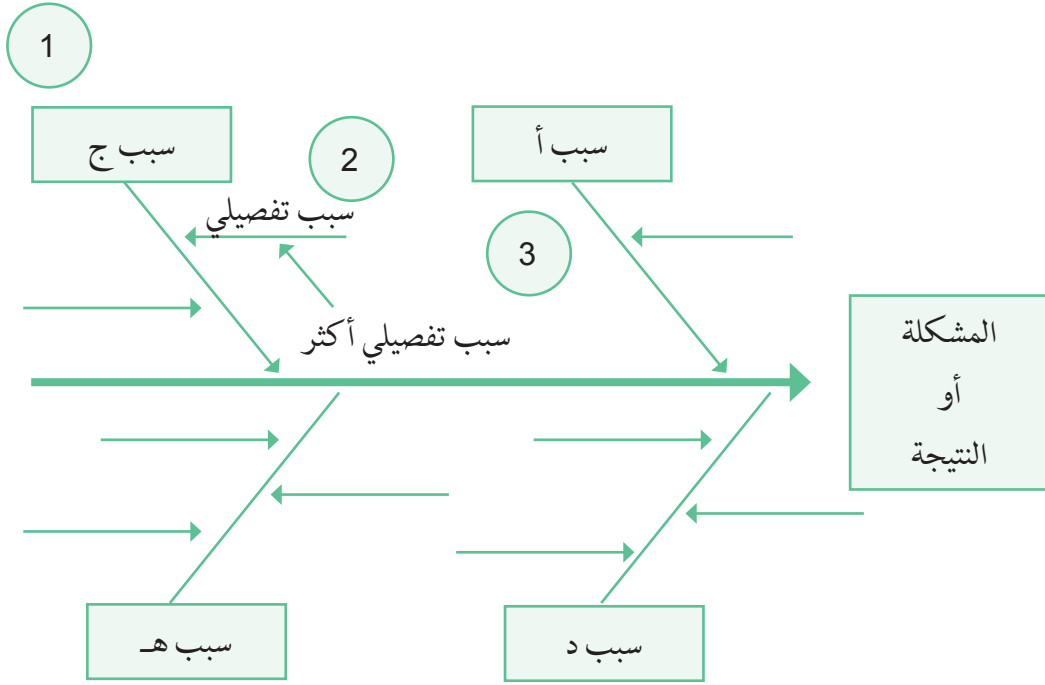 1
سبب أ
سبب ج
2
سبب تفصيلي
3
سبب تفصيلي أكثر
المشكلة
أو
النتيجة
سبب د
سبب هـ